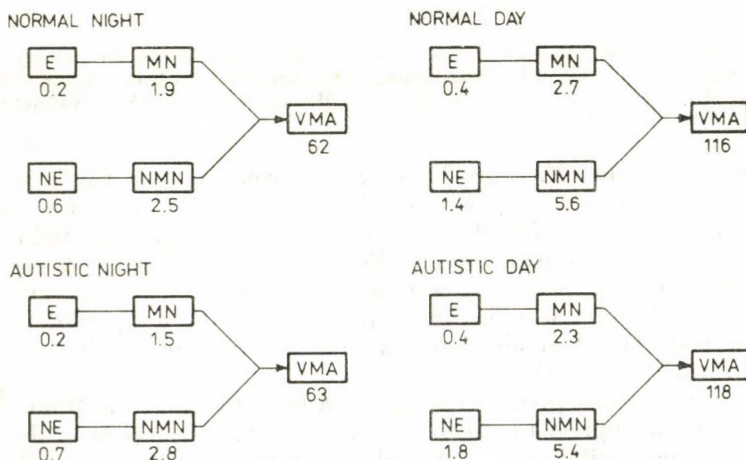 NORMAL NIGHT
E
0.2
MN
1.9
NE
0.6
NMN
2.5
VMA
62
NORMAL DAY
E
0.4
MN
2.7
NE
1.4
NMN
5.6
VMA
116
AUTISTIC NIGHT
E
0.2
MN
1.5
NE
0.7
NMN
2.8
VMA
63
AUTISTIC DAY
E
0.4
MN
2.3
NE
1.8
NMN
5.4
VMA
118